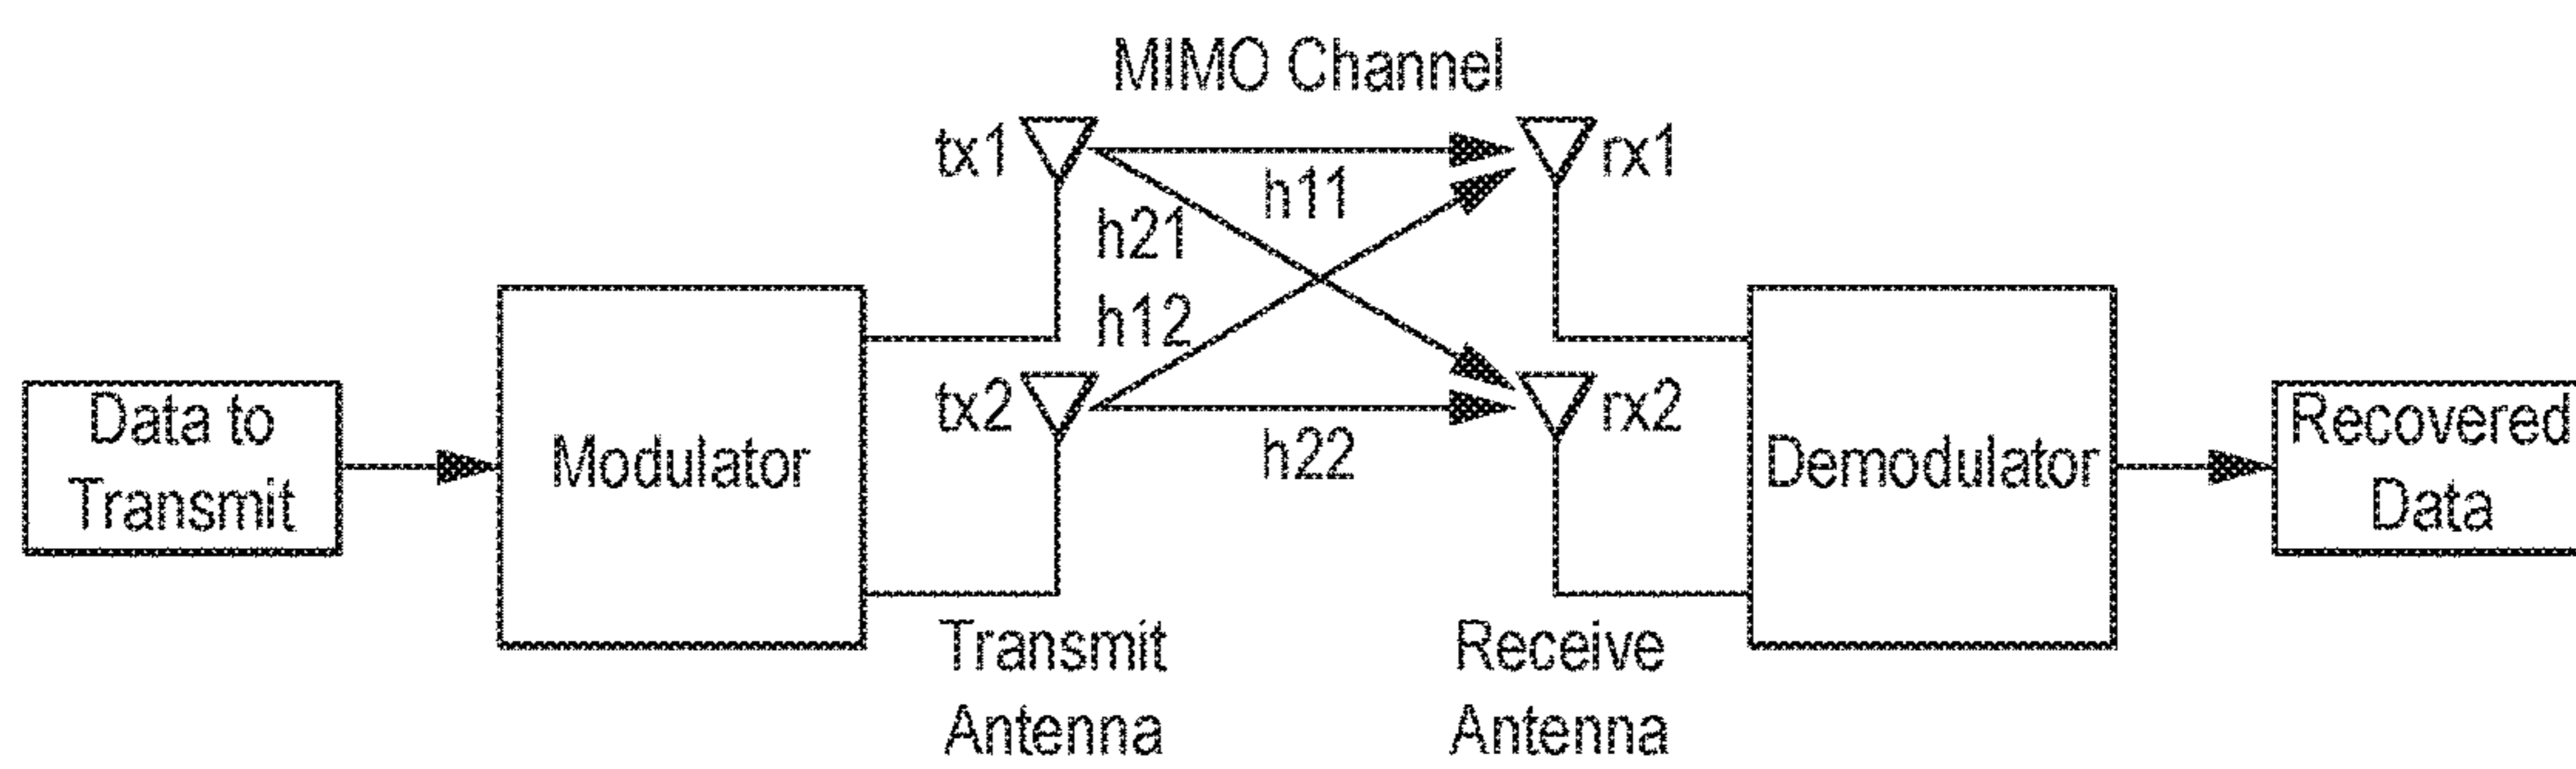 MIMO Channel
tx1
rx1
h11
h21
h12
tx2
rx2
h22
Data to
Transmit
Modulator
Demodulator
Recovered
Data
Transmit
Antenna
Receive
Antenna